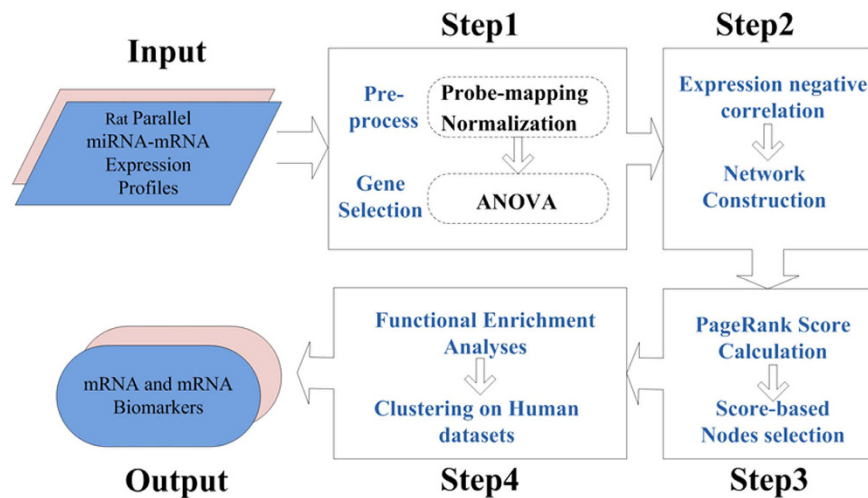 Input
Rat Parallel
miRNA-mRNA
Expression
Profiles
Step1
Pre-
process
Probe-mapping
Normalization
Gene
Selection
ANOVA
Step2
Expression negative
correlation
Network
Construction
PageRank Score
Calculation
Score-based
Nodes selection
Step3
Functional Enrichment
Analyses
Clustering on Human
datasets
Step4
mRNA and mRNA
Biomarkers
Output